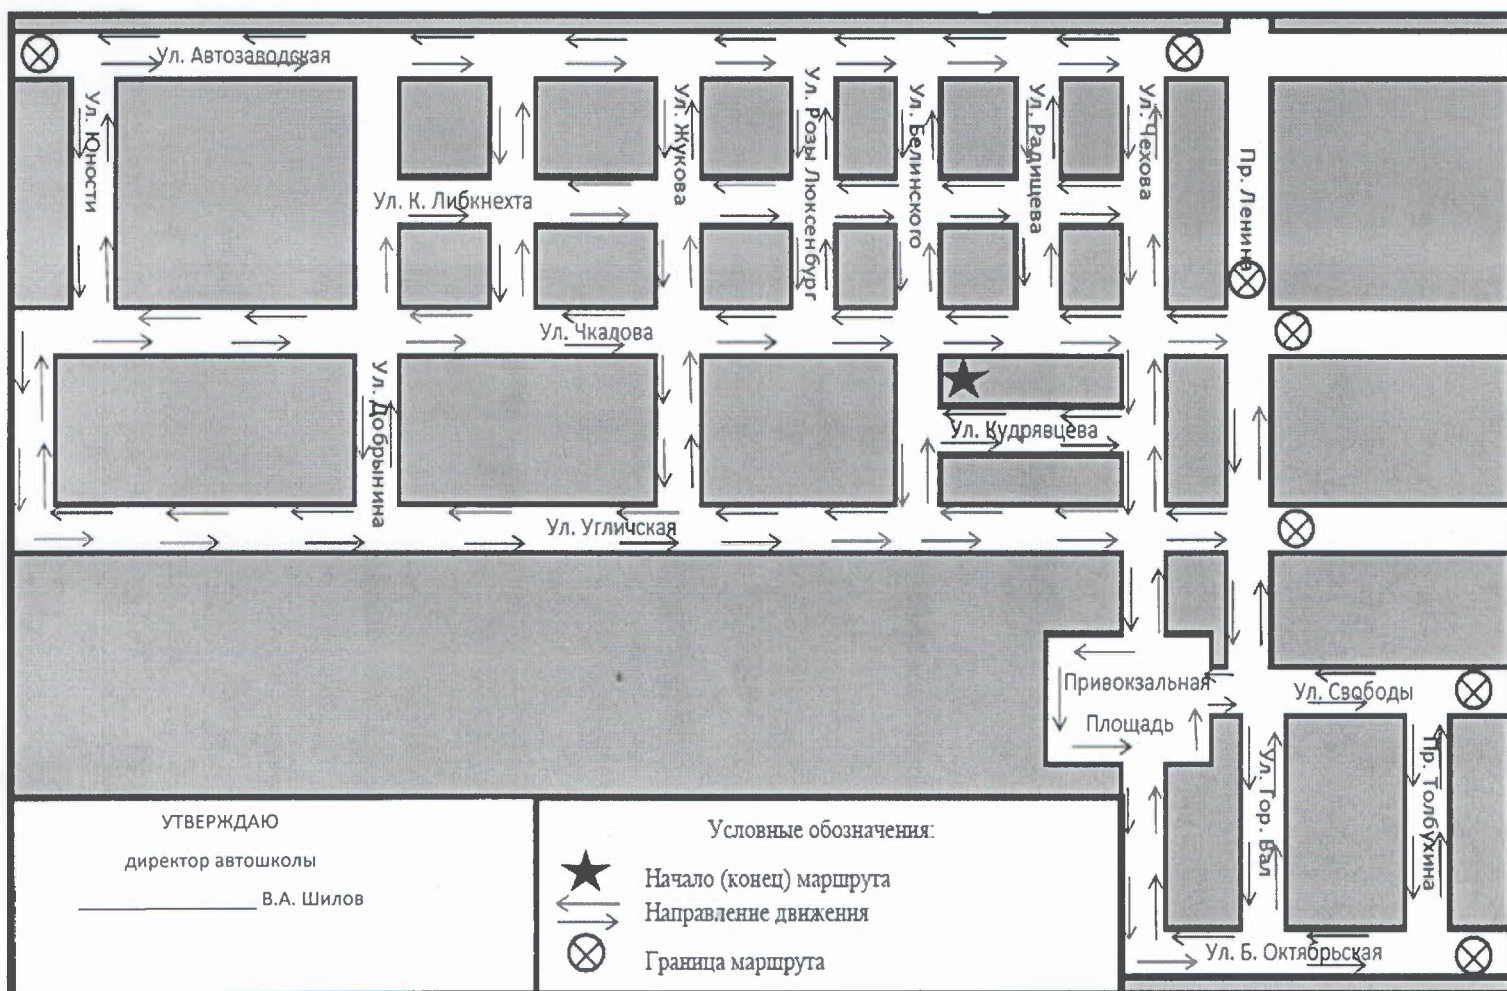 Ул. Автозаводская
Ул. Юности
Ул. Жукова
Ул. Розы Люксенбург
Ул. Белинского
Ул. Радищева
Ул. Чехова
Пр. Ленина
Ул. К. Либкнехта
Ул. Чкадова
Ул. Добрынина
Ул. Кудрявцева
Ул. Угличская
Привокзальная
Площадь
Ул. Свободы
Ул. Гор. Вал
Пр. Толбухина
Ул. Б. Октябрьская
УТВЕРЖДАЮ
директор автошколы
В.А. Шилов
Условные обозначения:
Начало (конец) маршрута
Направление движения
Граница маршрута